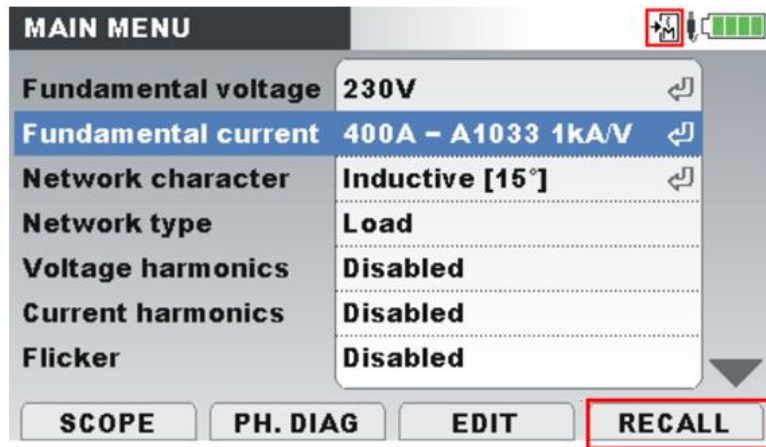 MAIN MENU
M
Fundamental voltage 230V
Fundamental current 400A – A1033 1kA/V
Network character Inductive [15°]
Network type Load
Voltage harmonics Disabled
Current harmonics Disabled
Flicker Disabled
SCOPE PH. DIAG EDIT RECALL